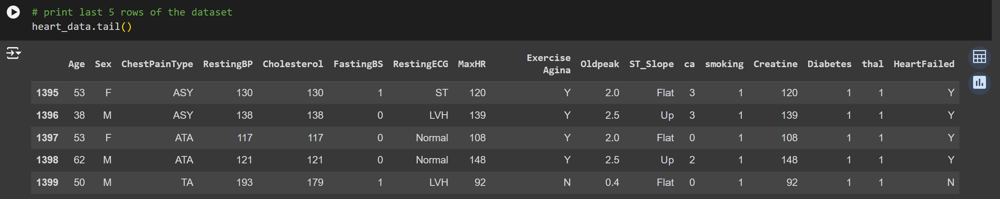 # print last 5 rows of the dataset
heart_data.tail()
Age Sex ChestPainType RestingBP Cholesterol FastingBS RestingECG MaxHR Exercise Agina Oldpeak ST_Slope ca smoking Creatine Diabetes thal HeartFailed
1395 53 F ASY 130 130 1 ST 120 Y 2.0 Flat 3 1 120 1 1 Y
1396 38 M ASY 138 138 0 LVH 139 Y 2.5 Up 3 1 139 1 1 Y
1397 53 F ATA 117 117 0 Normal 108 Y 2.0 Flat 0 1 108 1 1 Y
1398 62 M ATA 121 121 0 Normal 148 Y 2.5 Up 2 1 148 1 1 Y
1399 50 M TA 193 179 1 LVH 92 N 0.4 Flat 0 1 92 1 1 N